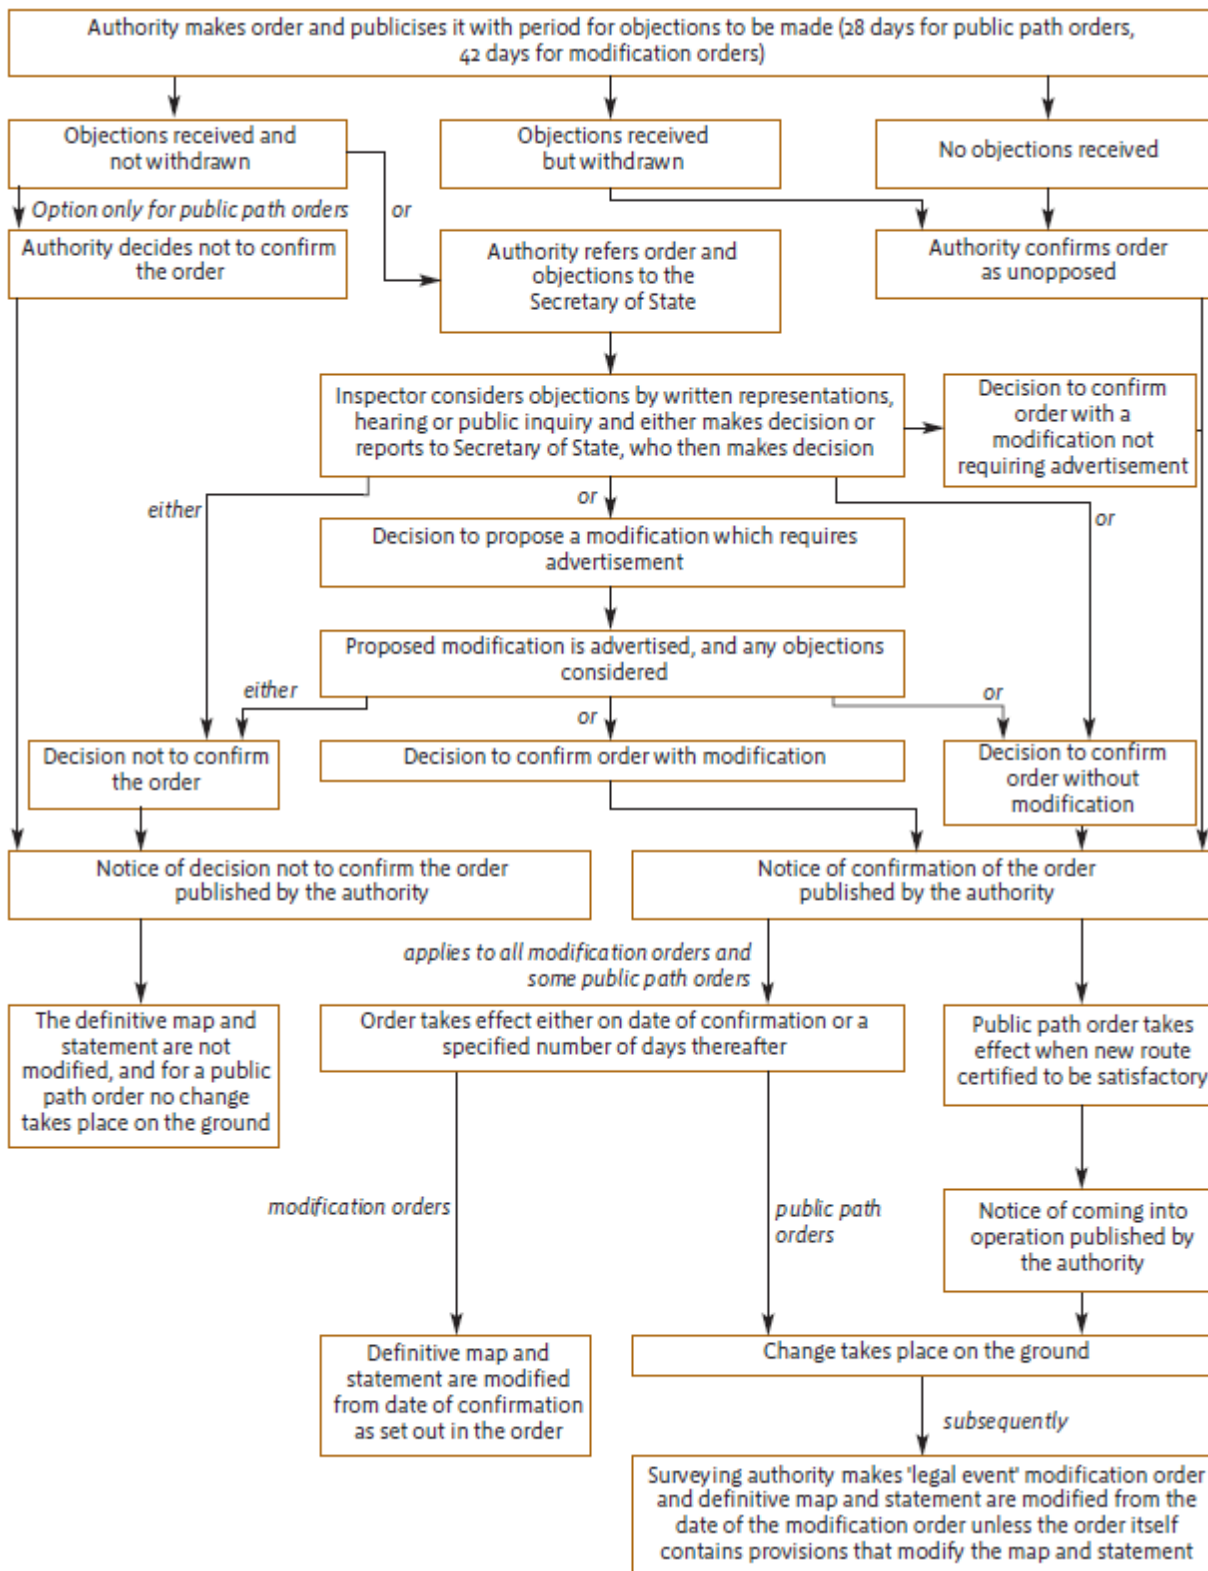 Authority makes order and publicises it with period for objections to be made (28 days for public path orders,
42 days for modification orders)
Objections received and
not withdrawn
Objections received
but withdrawn
No objections received
Option only for public path orders
or
Authority decides not to confirm
the order
Authority refers order and
objections to the
Secretary of State
Authority confirms order
as unopposed
Inspector considers objections by written representations,
hearing or public inquiry and either makes decision or
reports to Secretary of State, who then makes decision
Decision to confirm
order with a
modification not
requiring advertisement
either
or
or
Decision to propose a modification which requires
advertisement
Proposed modification is advertised, and any objections
considered
either
or
or
Decision not to confirm
the order
Decision to confirm order with modification
Decision to confirm
order without
modification
Notice of decision not to confirm the order
published by the authority
Notice of confirmation of the order
published by the authority
applies to all modification orders and
some public path orders
The definitive map and
statement are not
modified, and for a public
path order no change
takes place on the ground
Order takes effect either on date of confirmation or a
specified number of days thereafter
Public path order takes
effect when new route
certified to be satisfactory
modification orders
public path
orders
Notice of coming into
operation published by
the authority
Definitive map and
statement are modified
from date of confirmation
as set out in the order
Change takes place on the ground
subsequently
Surveying authority makes 'legal event' modification order
and definitive map and statement are modified from the
date of the modification order unless the order itself
contains provisions that modify the map and statement